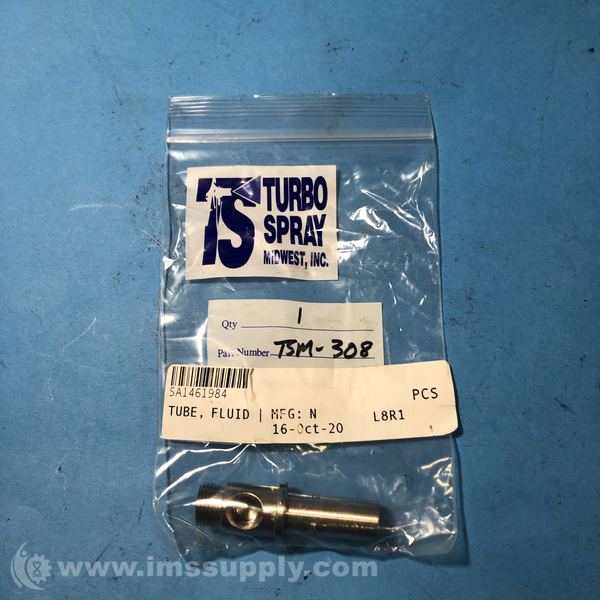 TS TURBO
SPRAY
MIDWEST, INC.
Qty 1
Part Number TSM-308
SA1461984
PCS
TUBE, FLUID | MFG: N
L8R1
16-Oct-20
www.imssupply.com